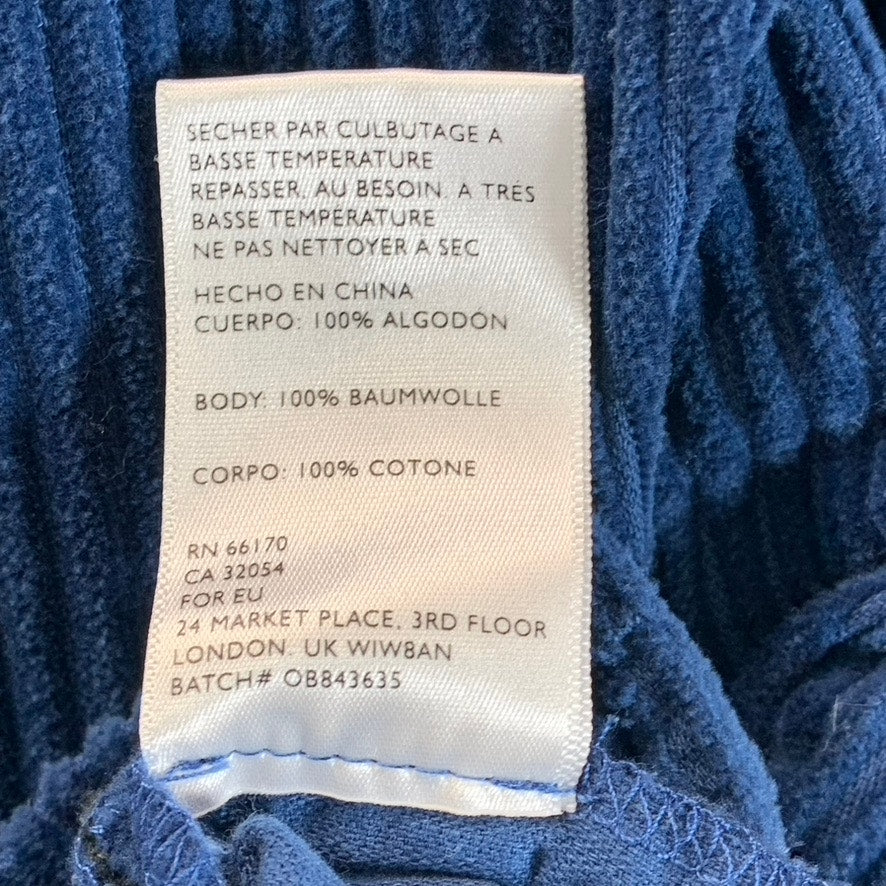 SECHER PAR CULBUTAGE A
BASSE TEMPERATURE
REPASSER, AU BESOIN, A TRÉS
BASSE TEMPÉRATURE
NE PAS NETTOYER A SEC
HECHO EN CHINA
CUERPO: 100% ALGODÓN
BODY: 100% BAUMWOLLE
CORPO: 100% COTONE
RN 66170
CA 32054
FOR EU
24 MARKET PLACE, 3RD FLOOR
LONDON, UK W1W8AN
BATCH# OB843635